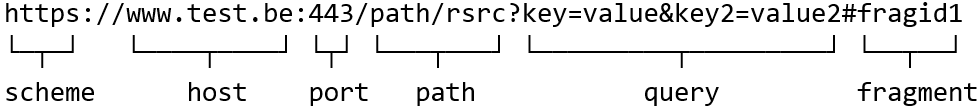 https://www.test.be:443/path/rsrc?key=value&key2=value2#fragid1
scheme host port path query fragment